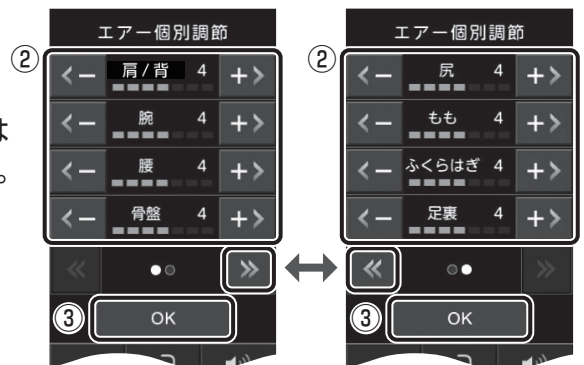 は
。
エアー個別調節
②
<− 肩/背 4 +>
<− 腕 4 +>
<− 腰 4 +>
<− 骨盤 4 +>
≪ ≫
③
OK
エアー個別調節
②
<− 尻 4 +>
<− もも 4 +>
<− ふくらはぎ 4 +>
<− 足裏 4 +>
≪ ≫
③
OK